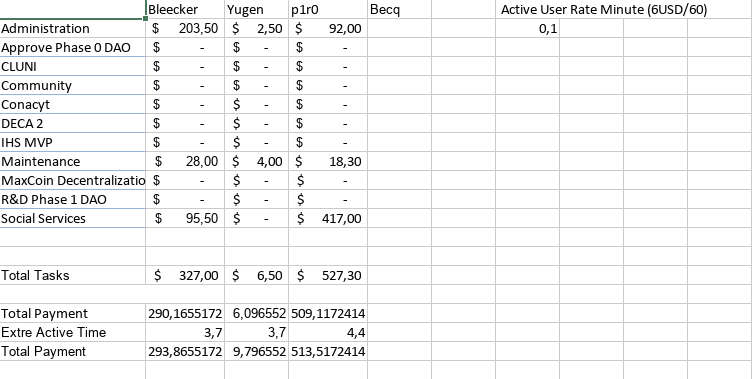 Bleecker Yugen p1r0 Becq Active User Rate Minute (6USD/60)
Administration $ 203,50 $ 2,50 $ 92,00 0,1
Approve Phase 0 DAO $ - $ - $ -
CLUNI $ - $ - $ -
Community $ - $ - $ -
Conacyt $ - $ - $ -
DECA 2 $ - $ - $ -
IHS MVP $ - $ - $ -
Maintenance $ 28,00 $ 4,00 $ 18,30
MaxCoin Decentralizatio $ - $ - $ -
R&D Phase 1 DAO $ - $ - $ -
Social Services $ 95,50 $ - $ 417,00
Total Tasks $ 327,00 $ 6,50 $ 527,30
Total Payment 290,1655172 6,096552 509,1172414
Extre Active Time 3,7 3,7 4,4
Total Payment 293,8655172 9,796552 513,5172414